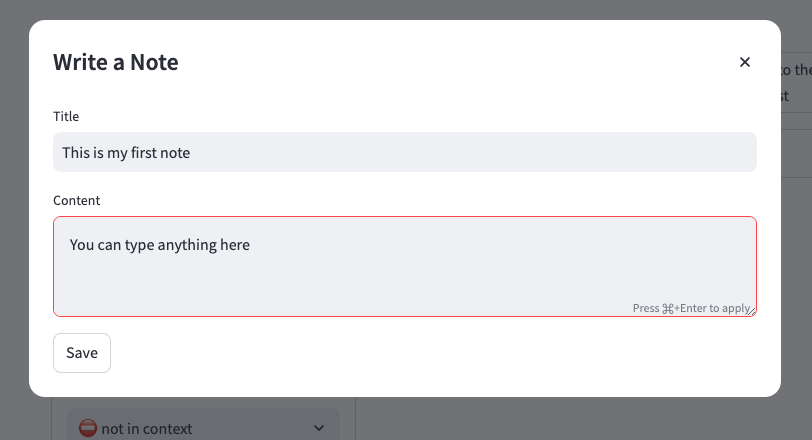 Write a Note
to the
st
Title
This is my first note
Content
You can type anything here
Press ⌘+Enter to apply
Save
not in context